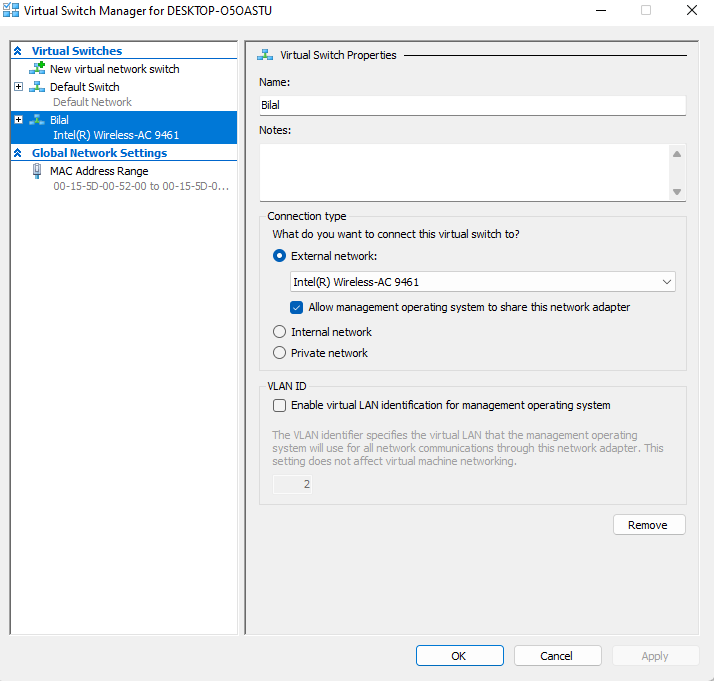 Virtual Switch Manager for DESKTOP-O5OASTU
Virtual Switches
New virtual network switch
Default Switch
Default Network
Bilal
Intel(R) Wireless-AC 9461
Global Network Settings
MAC Address Range
00-15-5D-00-52-00 to 00-15-5D-0...
Virtual Switch Properties
Name:
Bilal
Notes:
Connection type
What do you want to connect this virtual switch to?
External network:
Intel(R) Wireless-AC 9461
Allow management operating system to share this network adapter
Internal network
Private network
VLAN ID
Enable virtual LAN identification for management operating system
The VLAN identifier specifies the virtual LAN that the management operating
system will use for all network communications through this network adapter. This
setting does not affect virtual machine networking.
2
Remove
OK
Cancel
Apply